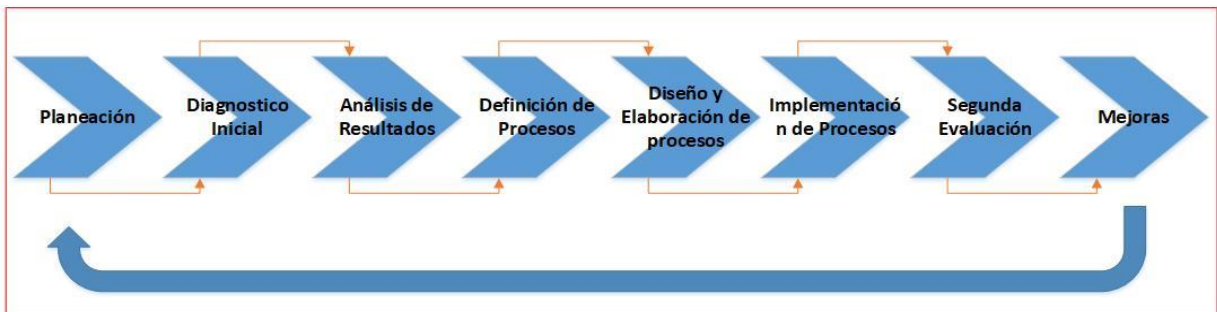 Planeación
Diagnostico
Inicial
Análisis de
Resultados
Definición de
Procesos
Diseño y
Elaboración de
procesos
Implementació
n de Procesos
Segunda
Evaluación
Mejoras